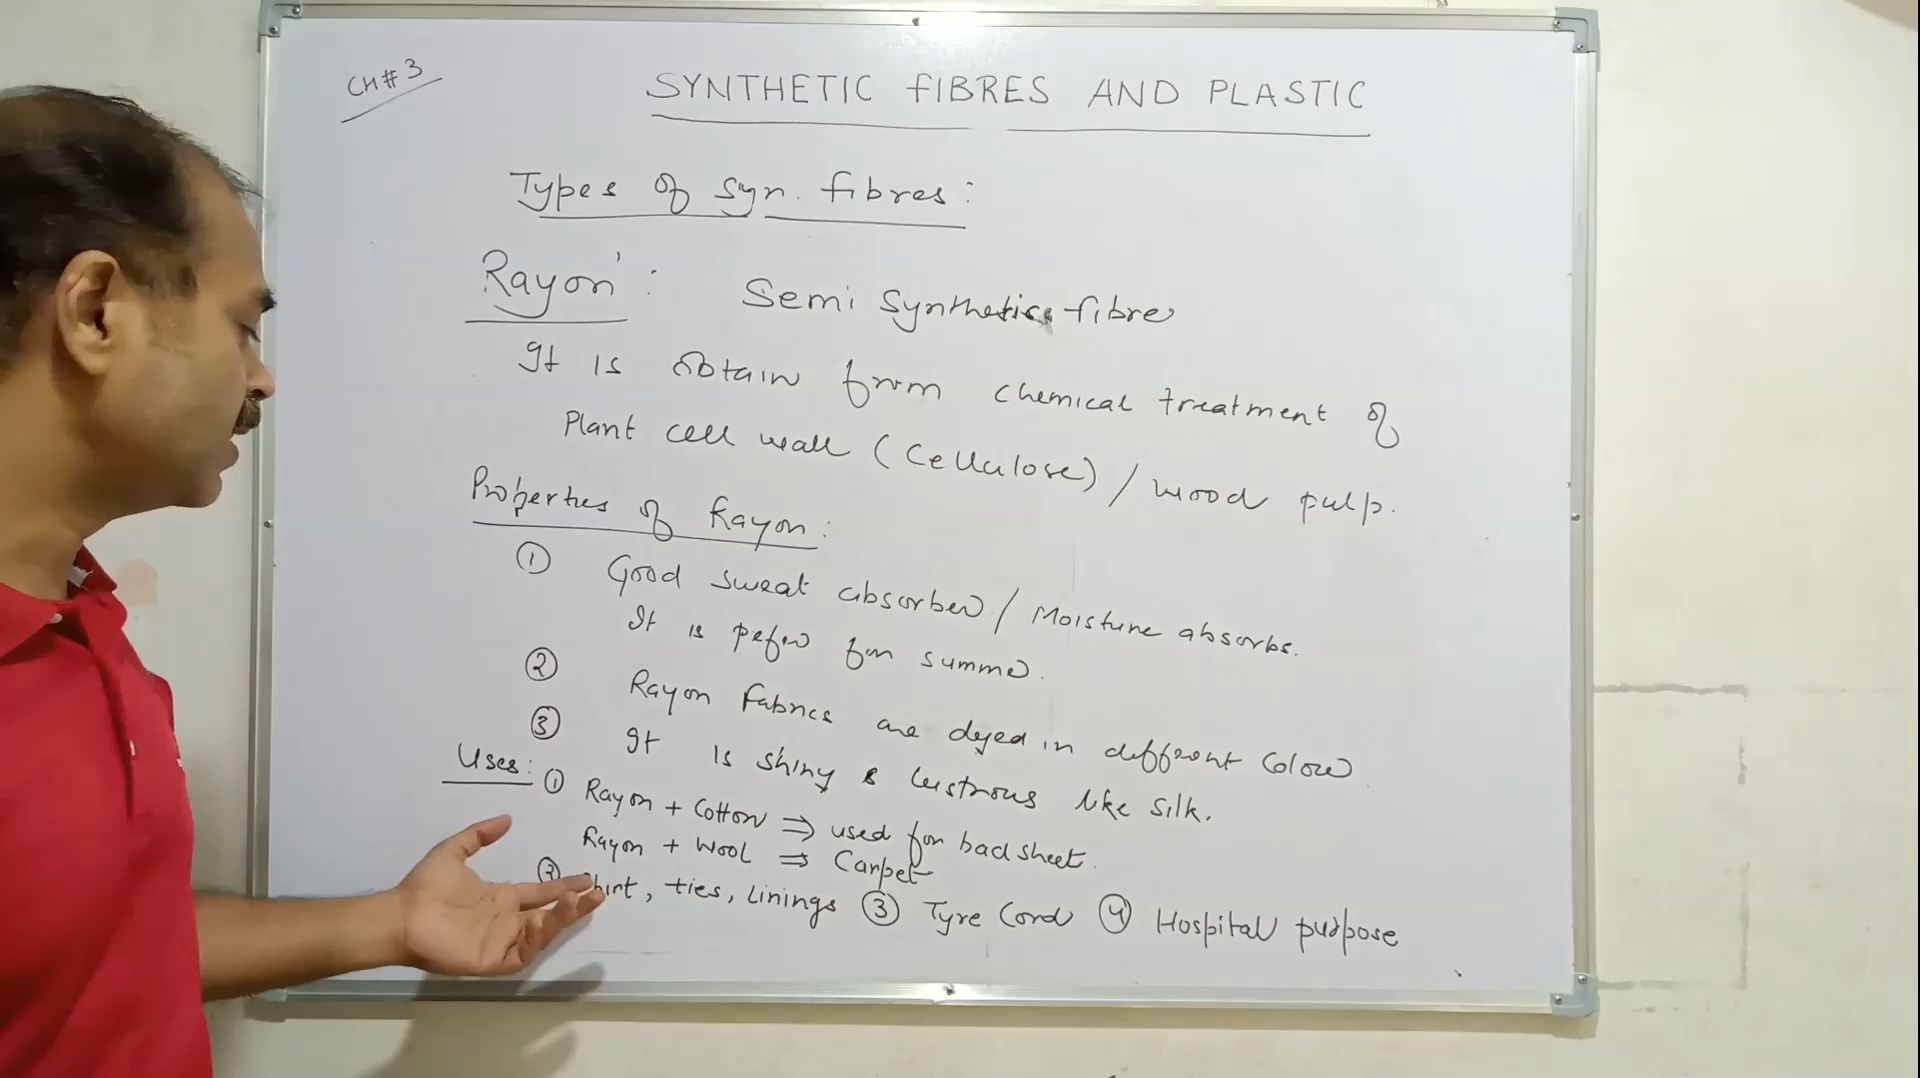 CH#3
SYNTHETIC FIBRES AND PLASTIC
Types of Syn. fibres:
Rayon': Semi Synthetic fibre
It is obtain from chemical treatment of
Plant cell wall (Cellulose) / wood pulp.
Properties of Rayon:
① Good sweat absorber / Moisture absorbs.
It is prefer for summer.
② Rayon Fabrics are dyed in different Colour
③ It is shiny & lustrous like silk.
Uses: ① Rayon + Cotton ⇒ used for bad sheet.
Rayon + Wool ⇒ Carpet
② Shirt, ties, Linings ③ Tyre Cord ④ Hospital purpose